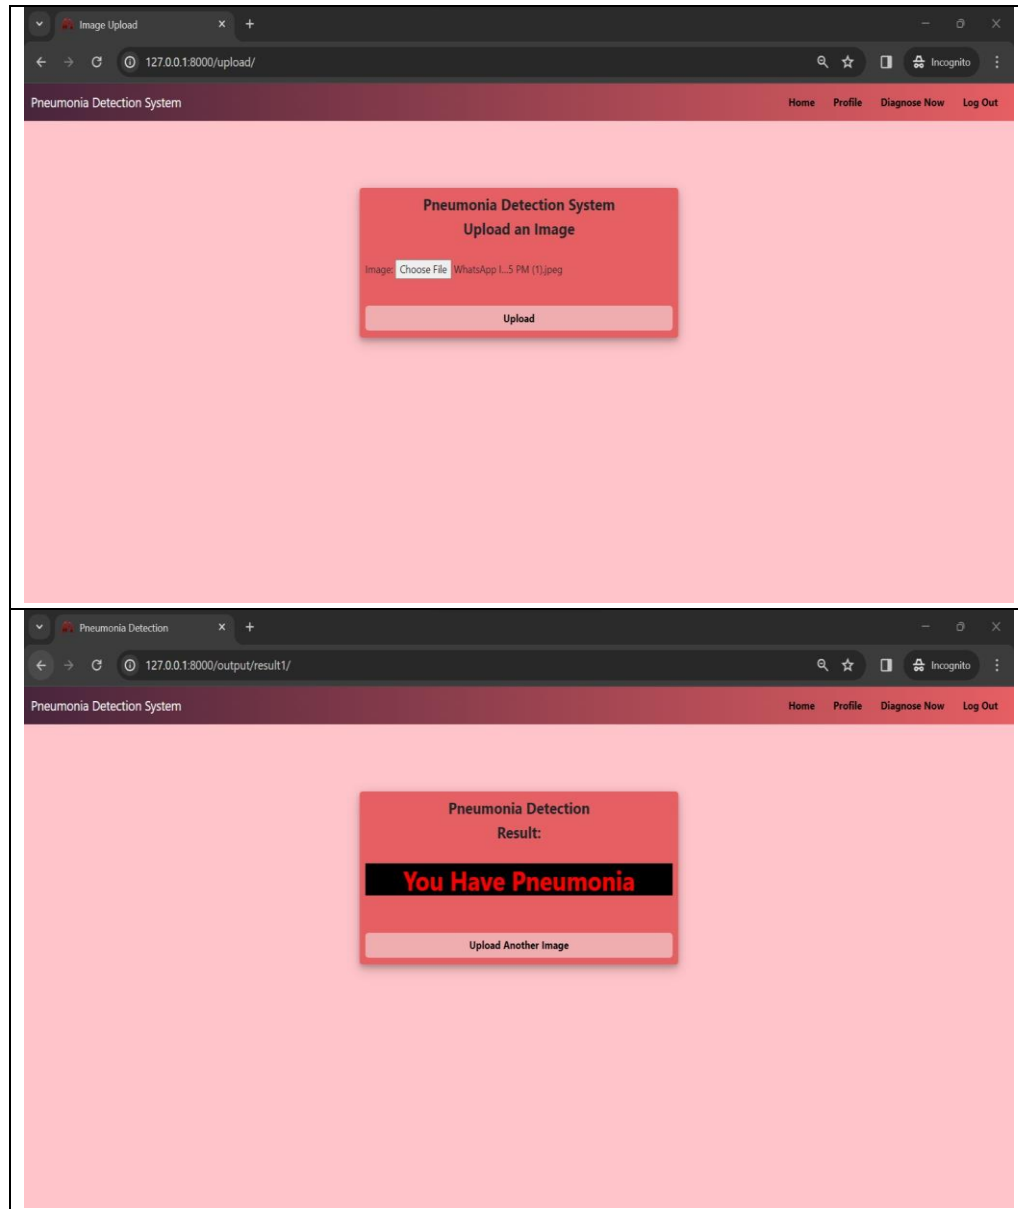 Image Upload
127.0.0.1:8000/upload/
Incognito
Pneumonia Detection System
Home Profile Diagnose Now Log Out
Pneumonia Detection System
Upload an Image
Image: Choose File WhatsApp I...5 PM (1).jpeg
Upload
Pneumonia Detection
127.0.0.1:8000/output/result1/
Incognito
Pneumonia Detection System
Home Profile Diagnose Now Log Out
Pneumonia Detection
Result:
You Have Pneumonia
Upload Another Image